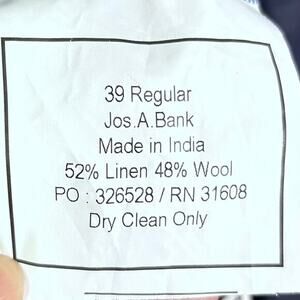 39 Regular
Jos.A.Bank
Made in India
52% Linen 48% Wool
PO : 326528 / RN 31608
Dry Clean Only